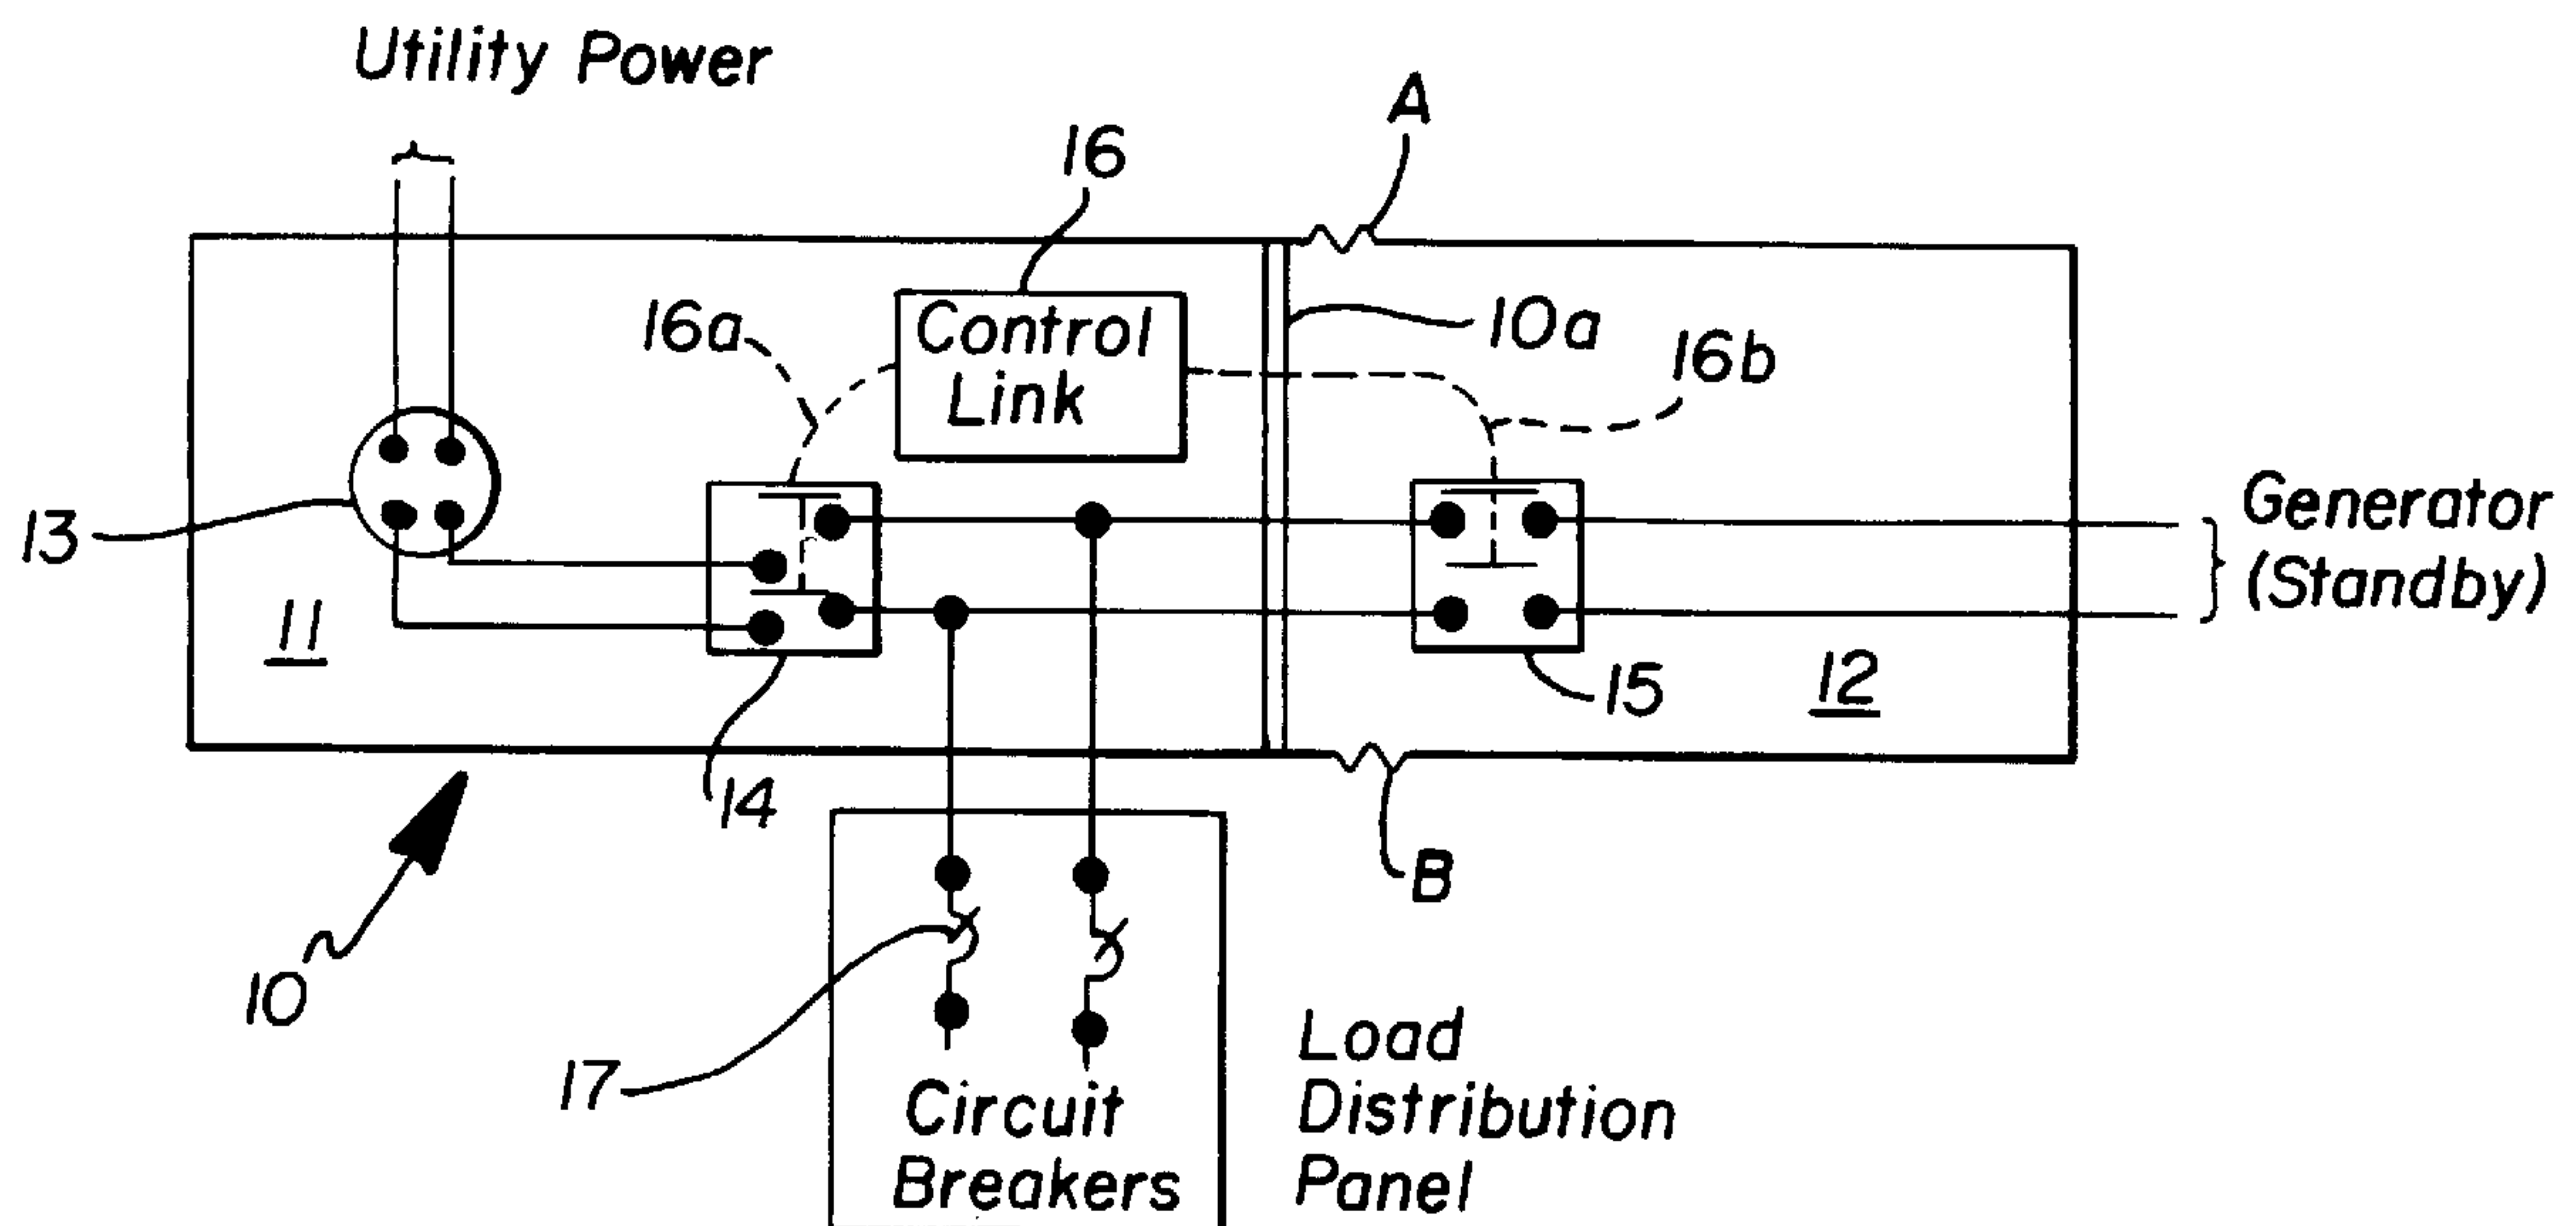 Utility Power
A
16
16a
Control
Link
10a
16b
13
Generator
(Standby)
11
12
15
14
B
10
17
Load
Distribution
Panel
Circuit
Breakers